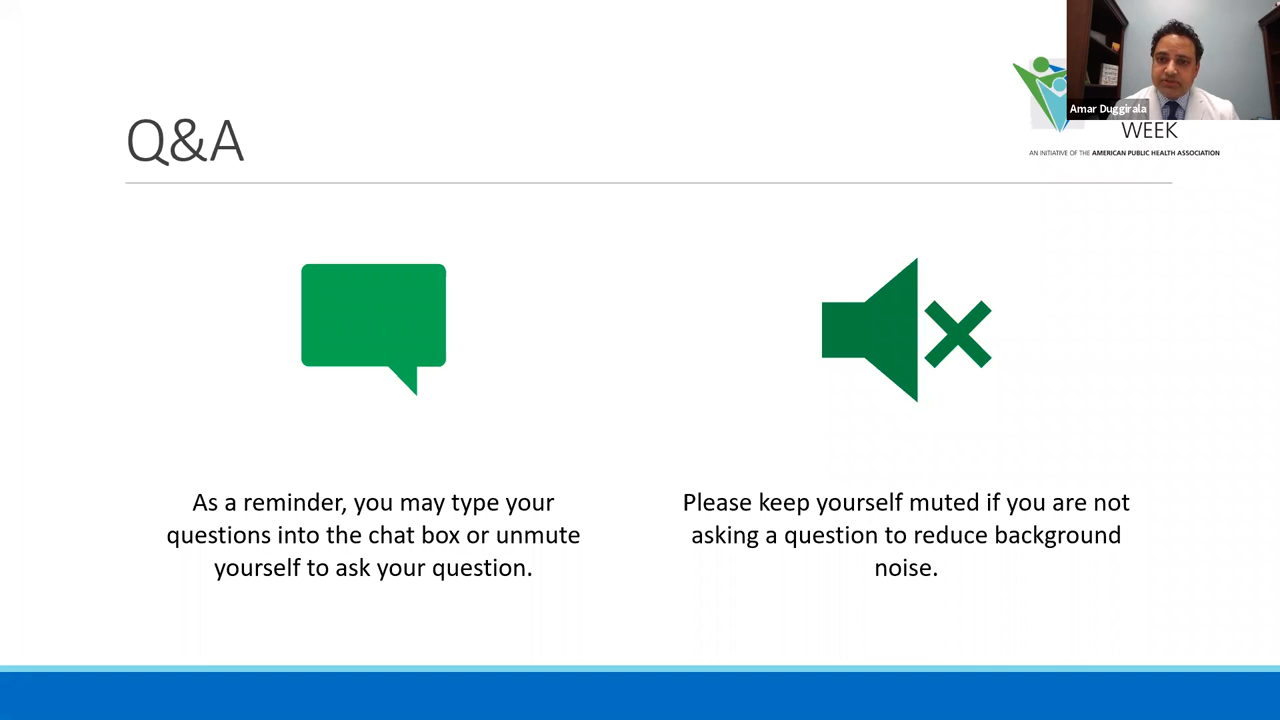 Amar Duggirala
WEEK
AN INITIATIVE OF THE AMERICAN PUBLIC HEALTH ASSOCIATION
Q&A
As a reminder, you may type your
questions into the chat box or unmute
yourself to ask your question.
Please keep yourself muted if you are not
asking a question to reduce background
noise.